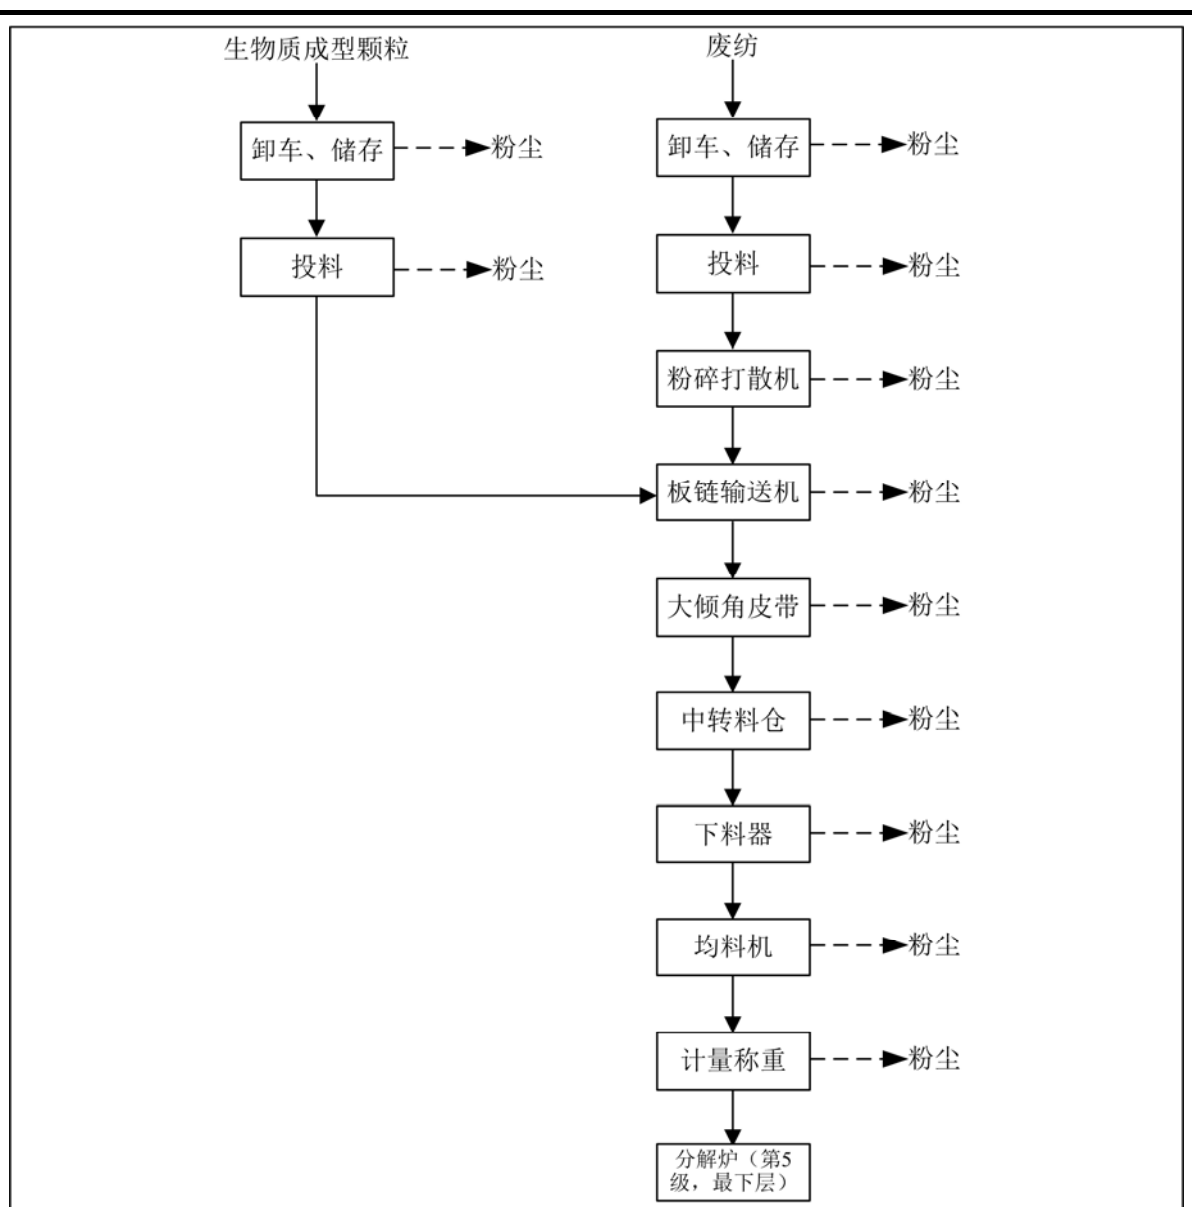 生物质成型颗粒
废纺
卸车、储存
粉尘
卸车、储存
粉尘
投料
粉尘
投料
粉尘
粉碎打散机
粉尘
板链输送机
粉尘
大倾角皮带
粉尘
中转料仓
粉尘
下料器
粉尘
均料机
粉尘
计量称重
粉尘
分解炉（第5
级，最下层）